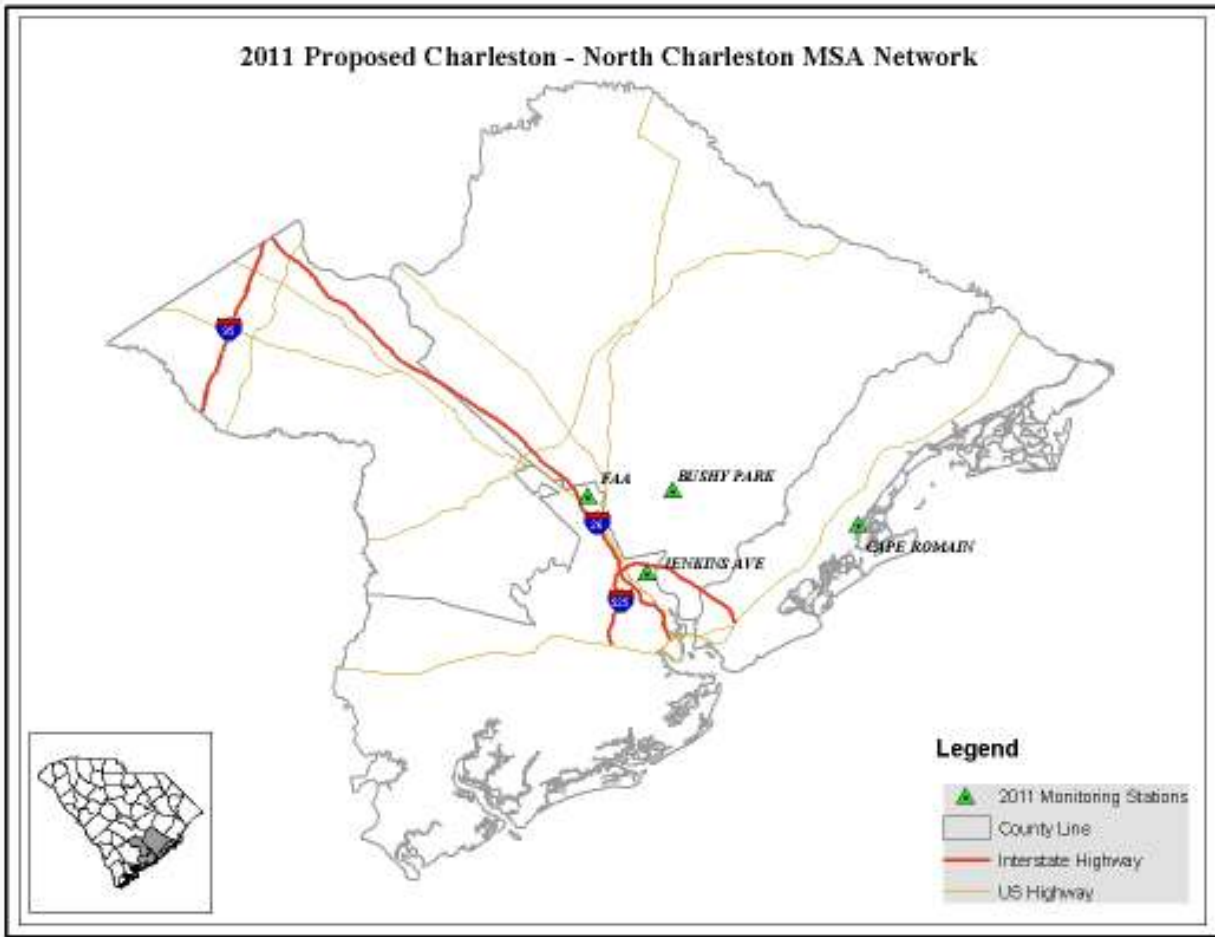 2011 Proposed Charleston - North Charleston MSA Network
95
FAA
BUSHY PARK
26
CAPE ROMAIN
JENKINS AVE
525
Legend
2011 Monitoring Stations
County Line
Interstate Highway
US Highway